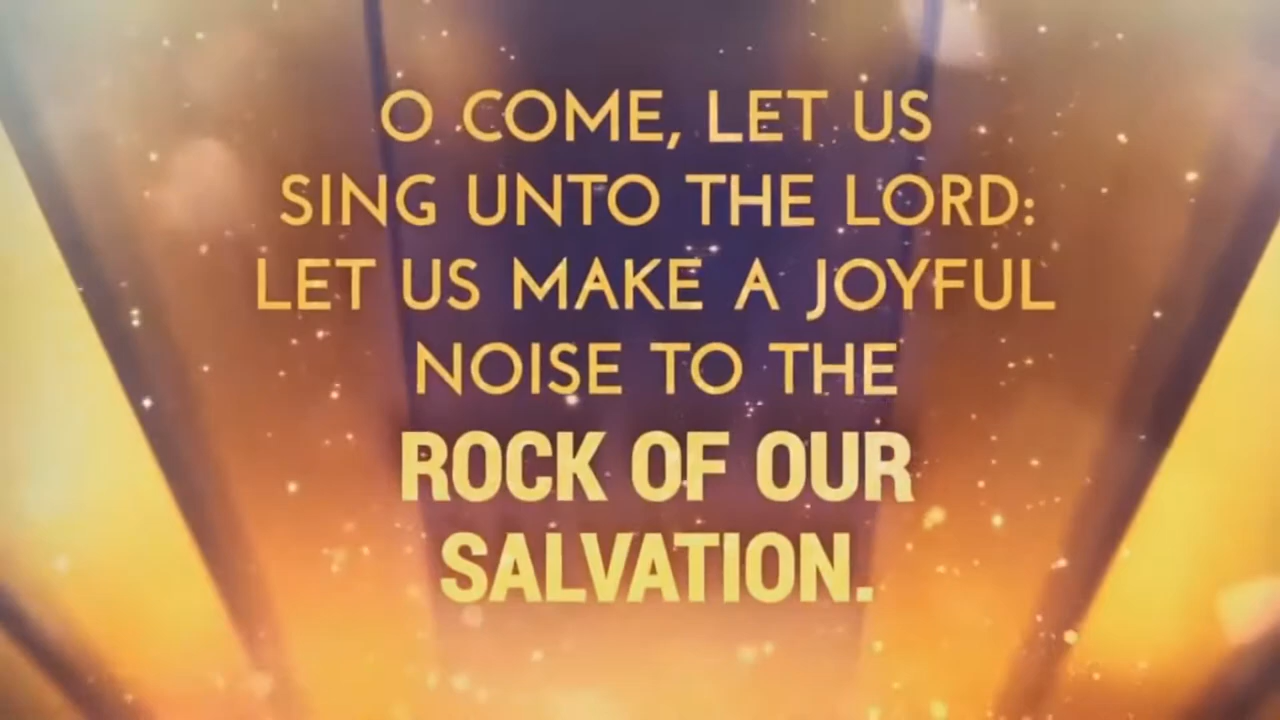 O COME, LET US
SING UNTO THE LORD:
LET US MAKE A JOYFUL
NOISE TO THE
ROCK OF OUR
SALVATION.